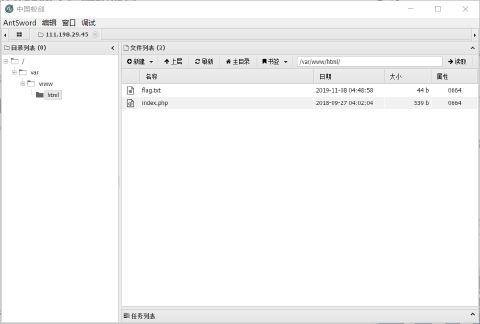 中国蚁剑
AntSword 编辑 窗口 调试
111.198.29.45
目录列表 (0)
/
var
www
html
文件列表 (2)
新建 上层 刷新 主目录 书签 /var/www/html/ 读取
名称 日期 大小 属性
flag.txt 2019-11-08 04:48:58 44 b 0664
index.php 2018-09-27 04:02:04 539 b 0664
任务列表